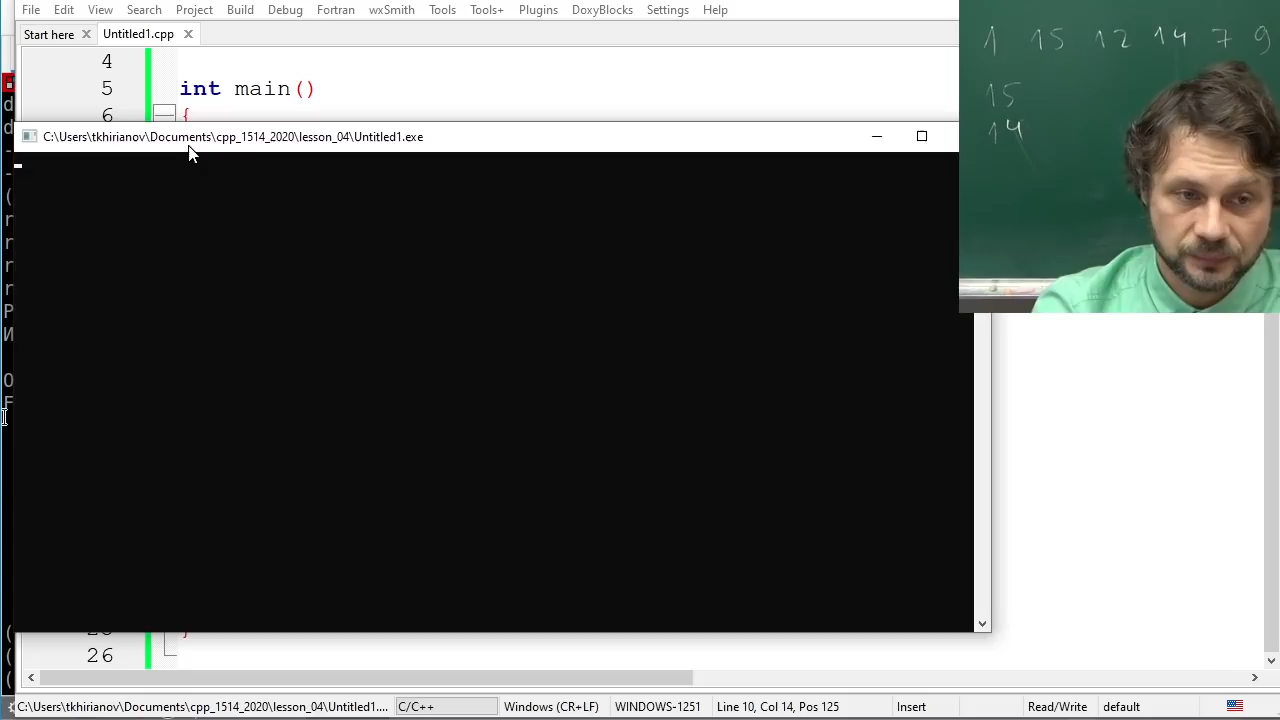 File Edit View Search Project Build Debug Fortran wxSmith Tools Tools+ Plugins DoxyBlocks Settings Help
Start here Untitled1.cpp
4
5 int main()
6 {
C:\Users\tkhirianov\Documents\cpp_1514_2020\lesson_04\Untitled1.exe
1 15 12 14 7 9
15
14
d
d
-
-
(
r
r
r
r
Р
И
О
F
(
(
(
}
26
C:\Users\tkhirianov\Documents\cpp_1514_2020\lesson_04\Untitled1.... C/C++ Windows (CR+LF) WINDOWS-1251 Line 10, Col 14, Pos 125 Insert Read/Write default